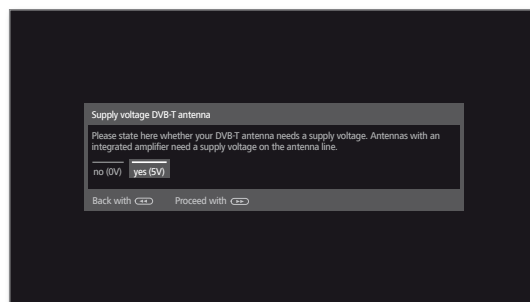 Supply voltage DVB-T antenna
Please state here whether your DVB-T antenna needs a supply voltage. Antennas with an
integrated amplifier need a supply voltage on the antenna line.
no (0V) yes (5V)
Back with Proceed with